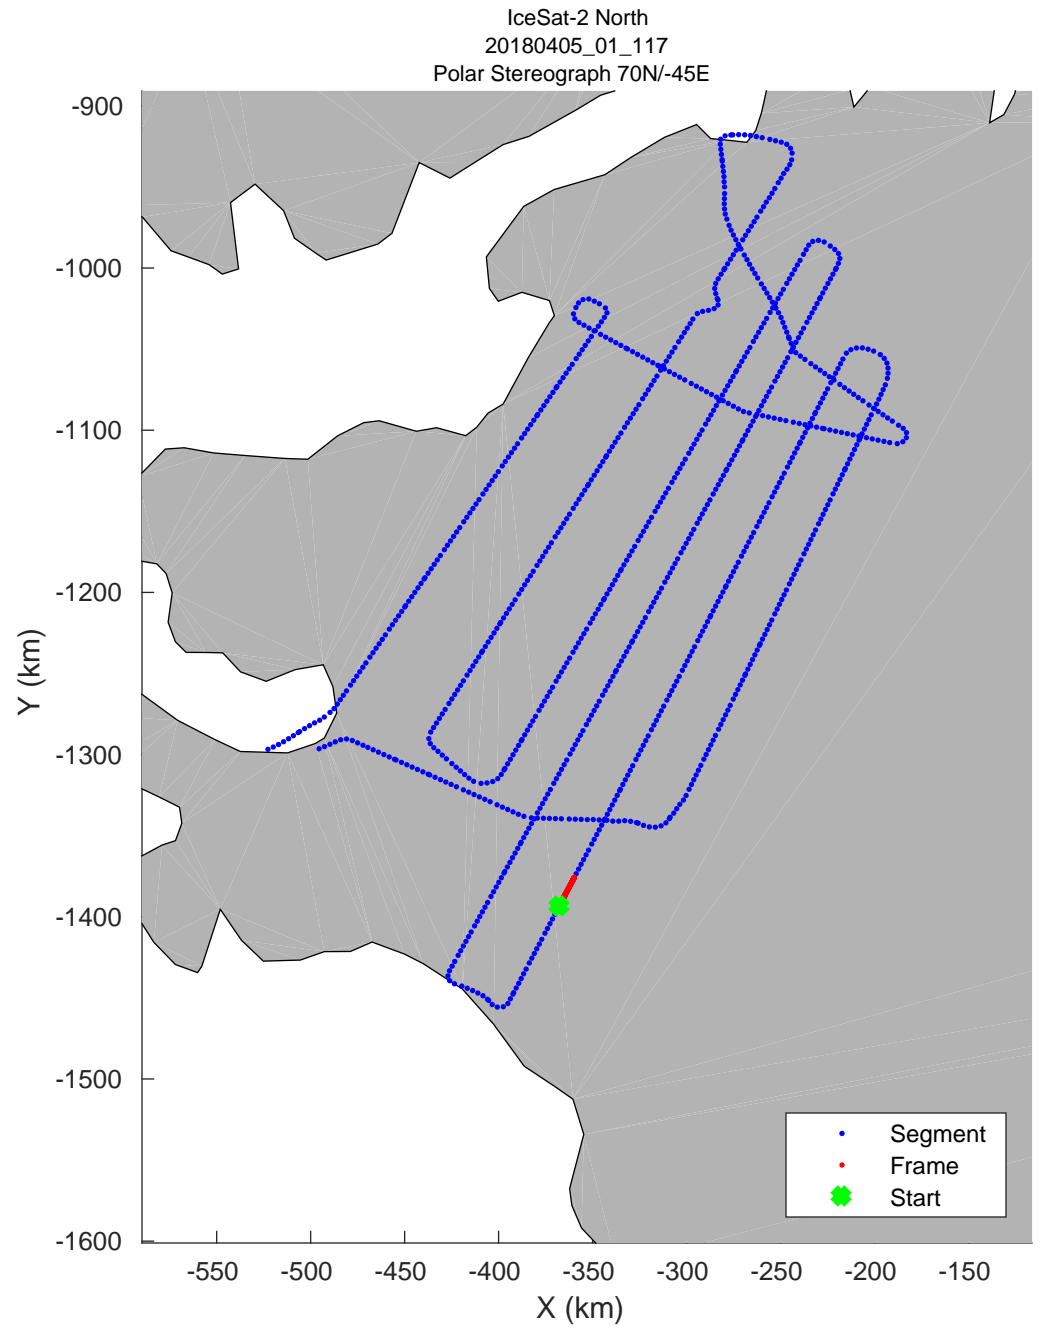 IceSat-2 North
20180405_01_117
Polar Stereograph 70N/-45E
-900
-1000
-1100
-1200
-1300
-1400
-1500
-1600
Y (km)
-550 -500 -450 -400 -350 -300 -250 -200 -150
X (km)
Segment
Frame
Start